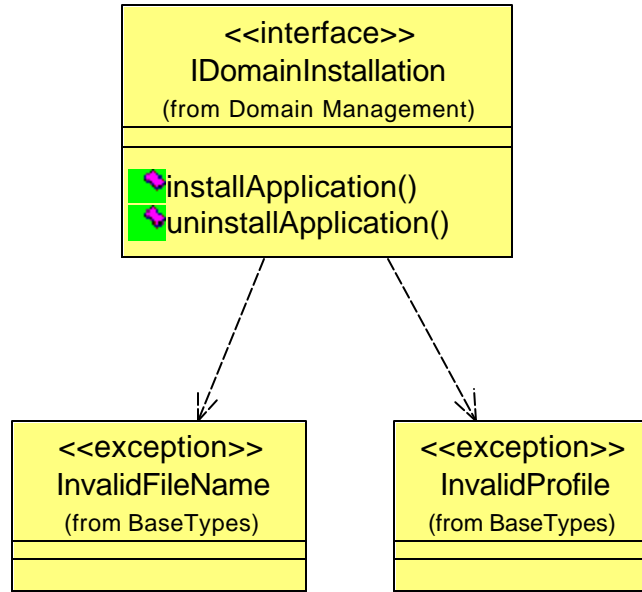 <<interface>>
IDomainInstallation
(from Domain Management)
installApplication()
uninstallApplication()
<<exception>>
InvalidFileName
(from BaseTypes)
<<exception>>
InvalidProfile
(from BaseTypes)